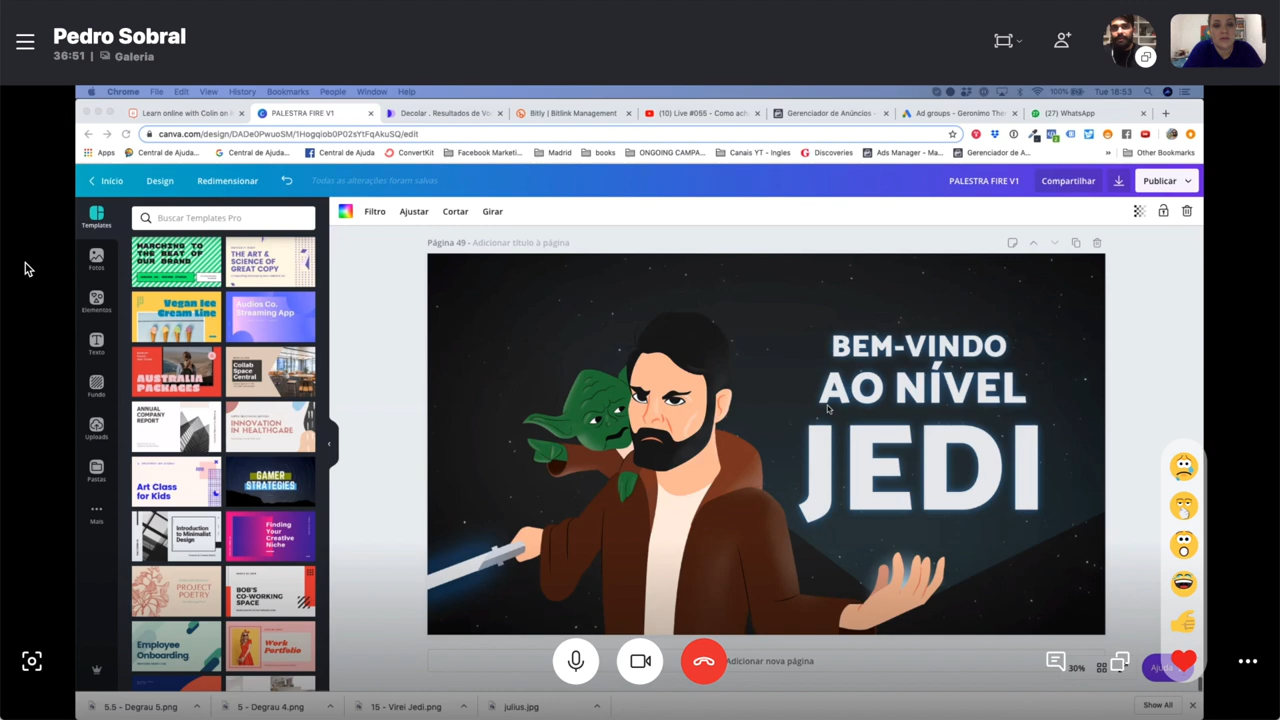 Pedro Sobral
36:51 | Galeria
Chrome File Edit View History Bookmarks People Window Help
100% Tue 18:53
Learn online with Colin on i
PALESTRA FIRE V1
Decolar . Resultados de Vo
Bitly | Bitlink Management
(10) Live #055 - Como ach
Gerenciador de Anúncios
Ad groups - Geronimo The
(27) WhatsApp
canva.com/design/DADe0PwuoSM/1Hogqiob0P02sYtFqAkuSQ/edit
Apps
Central de Ajuda...
Central de Ajuda...
Central de Ajuda
ConvertKit
Facebook Marketi...
Madrid
books
ONGOING CAMPA...
Canais YT - Ingles
Discoveries
Ads Manager - Ma...
Gerenciador de A...
Other Bookmarks
Início
Design
Redimensionar
Todas as alterações foram salvas
PALESTRA FIRE V1
Compartilhar
Publicar
Templates
Buscar Templates Pro
Filtro
Ajustar
Cortar
Girar
Fotos
Elementos
Texto
Fundo
Uploads
Pastas
Mais
MARCHING TO
THE BEAT OF
OUR BRAND
THE ART &
SCIENCE OF
GREAT COPY
Vegan Ice
Cream Line
Audios Co.
Streaming App
AUSTRALIA
PACKAGES
Collab
Space
Central
ANNUAL
COMPANY
REPORT
INNOVATION
IN HEALTHCARE
Art Class
for Kids
GAMER
STRATEGIES
Introduction
to Minimalist
Design
Finding
Your
Creative
Niche
PROJECT
POETRY
BOB'S
CO-WORKING
SPACE
Employee
Onboarding
Work
Portfolio
Página 49 - Adicionar título à página
BEM-VINDO
AO NÍVEL
JEDI
Adicionar nova página
30%
5.5 - Degrau 5.png
5 - Degrau 4.png
15 - Virei Jedi.png
julius.jpg
Show All